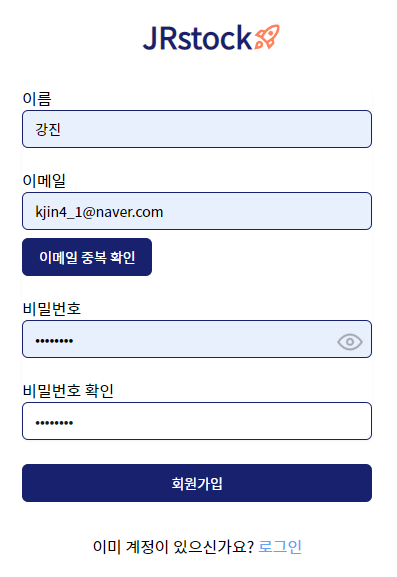 JRstock
이름
강진
이메일
kjin4_1@naver.com
이메일 중복 확인
비밀번호
••••••••
비밀번호 확인
••••••••
회원가입
이미 계정이 있으신가요? 로그인